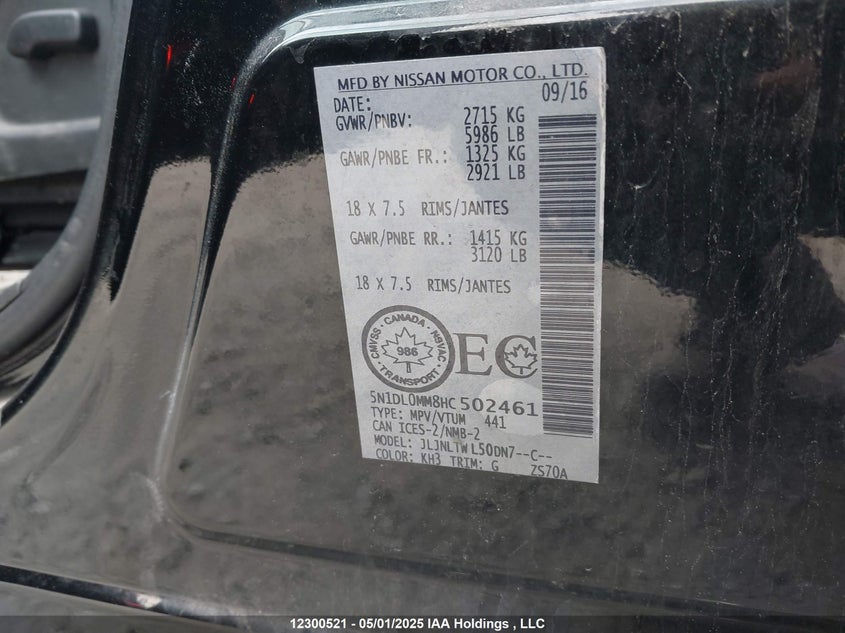 MFD BY NISSAN MOTOR CO., LTD.
DATE: 09/16
GVWR/PNBV: 2715 KG
5986 LB
GAWR/PNBE FR.: 1325 KG
2921 LB
18 X 7.5 RIMS/JANTES
GAWR/PNBE RR.: 1415 KG
3120 LB
18 X 7.5 RIMS/JANTES
CMVSS · CANADA · NSVAC
986
TRANSPORT
EC
5N1DL0MM8HC502461
TYPE: MPV/VTUM 441
CAN ICES-2/NMB-2
MODEL: JLJNLTWL50DN7--C--
COLOR: KH3 TRIM: G ZS70A
12300521 - 05/01/2025 IAA Holdings , LLC